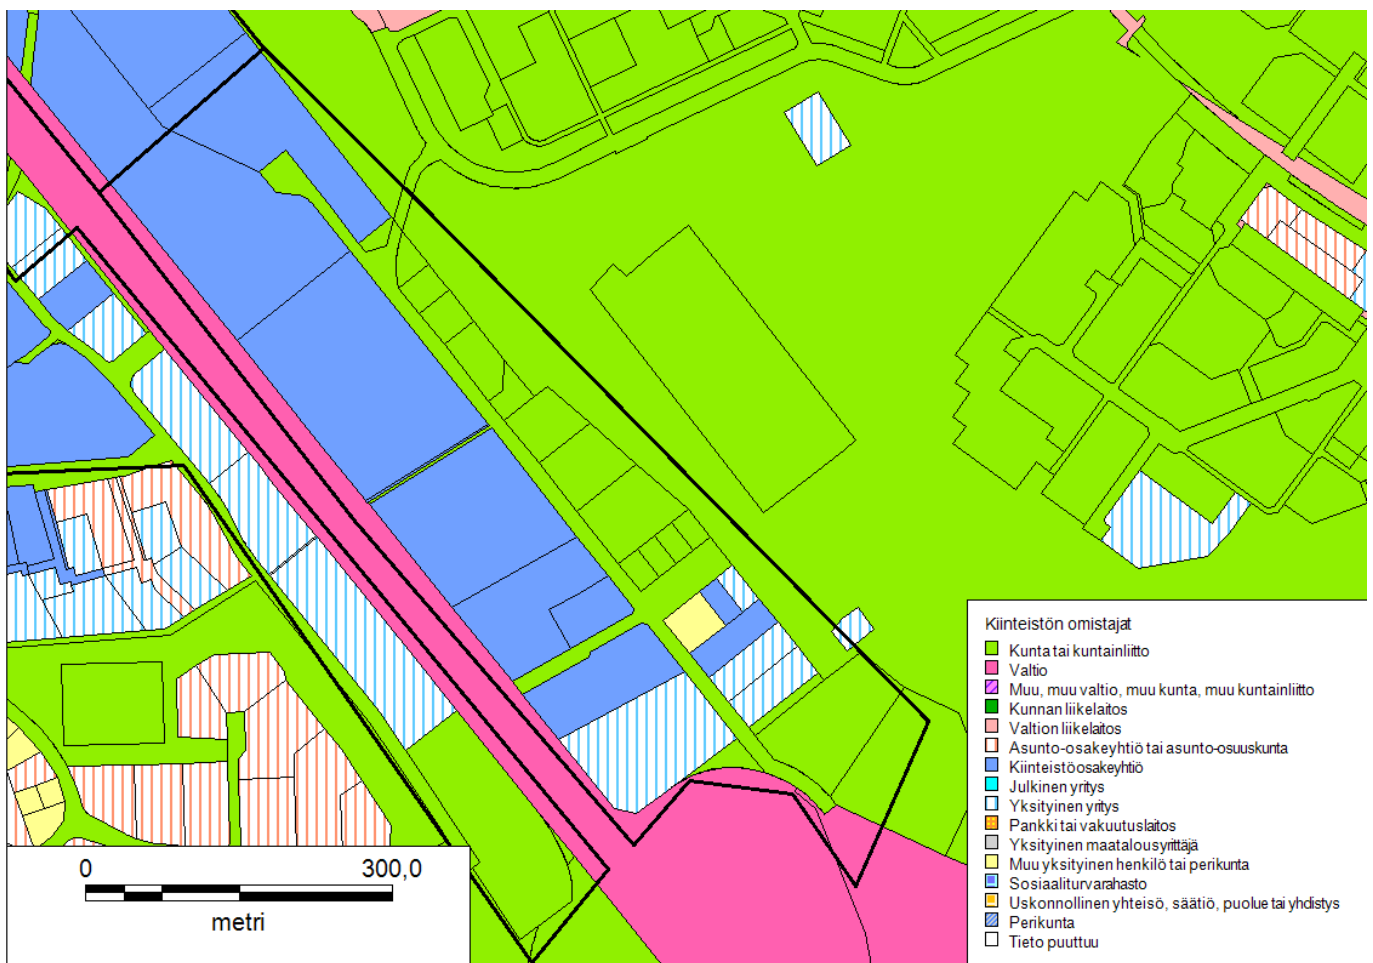 Kiinteistön omistajat
Kunta tai kuntainliitto
Valtio
Muu, muu valtio, muu kunta, muu kuntainliitto
Kunnan liikelaitos
Valtion liikelaitos
Asunto-osakeyhtiö tai asunto-osuuskunta
Kiinteistöosakeyhtiö
Julkinen yritys
Yksityinen yritys
Pankki tai vakuutuslaitos
Yksityinen maatalousyrittäjä
Muu yksityinen henkilö tai perikunta
Sosiaaliturvarahasto
Uskonnollinen yhteisö, säätiö, puolue tai yhdistys
Perikunta
Tieto puuttuu
0 300,0
metri